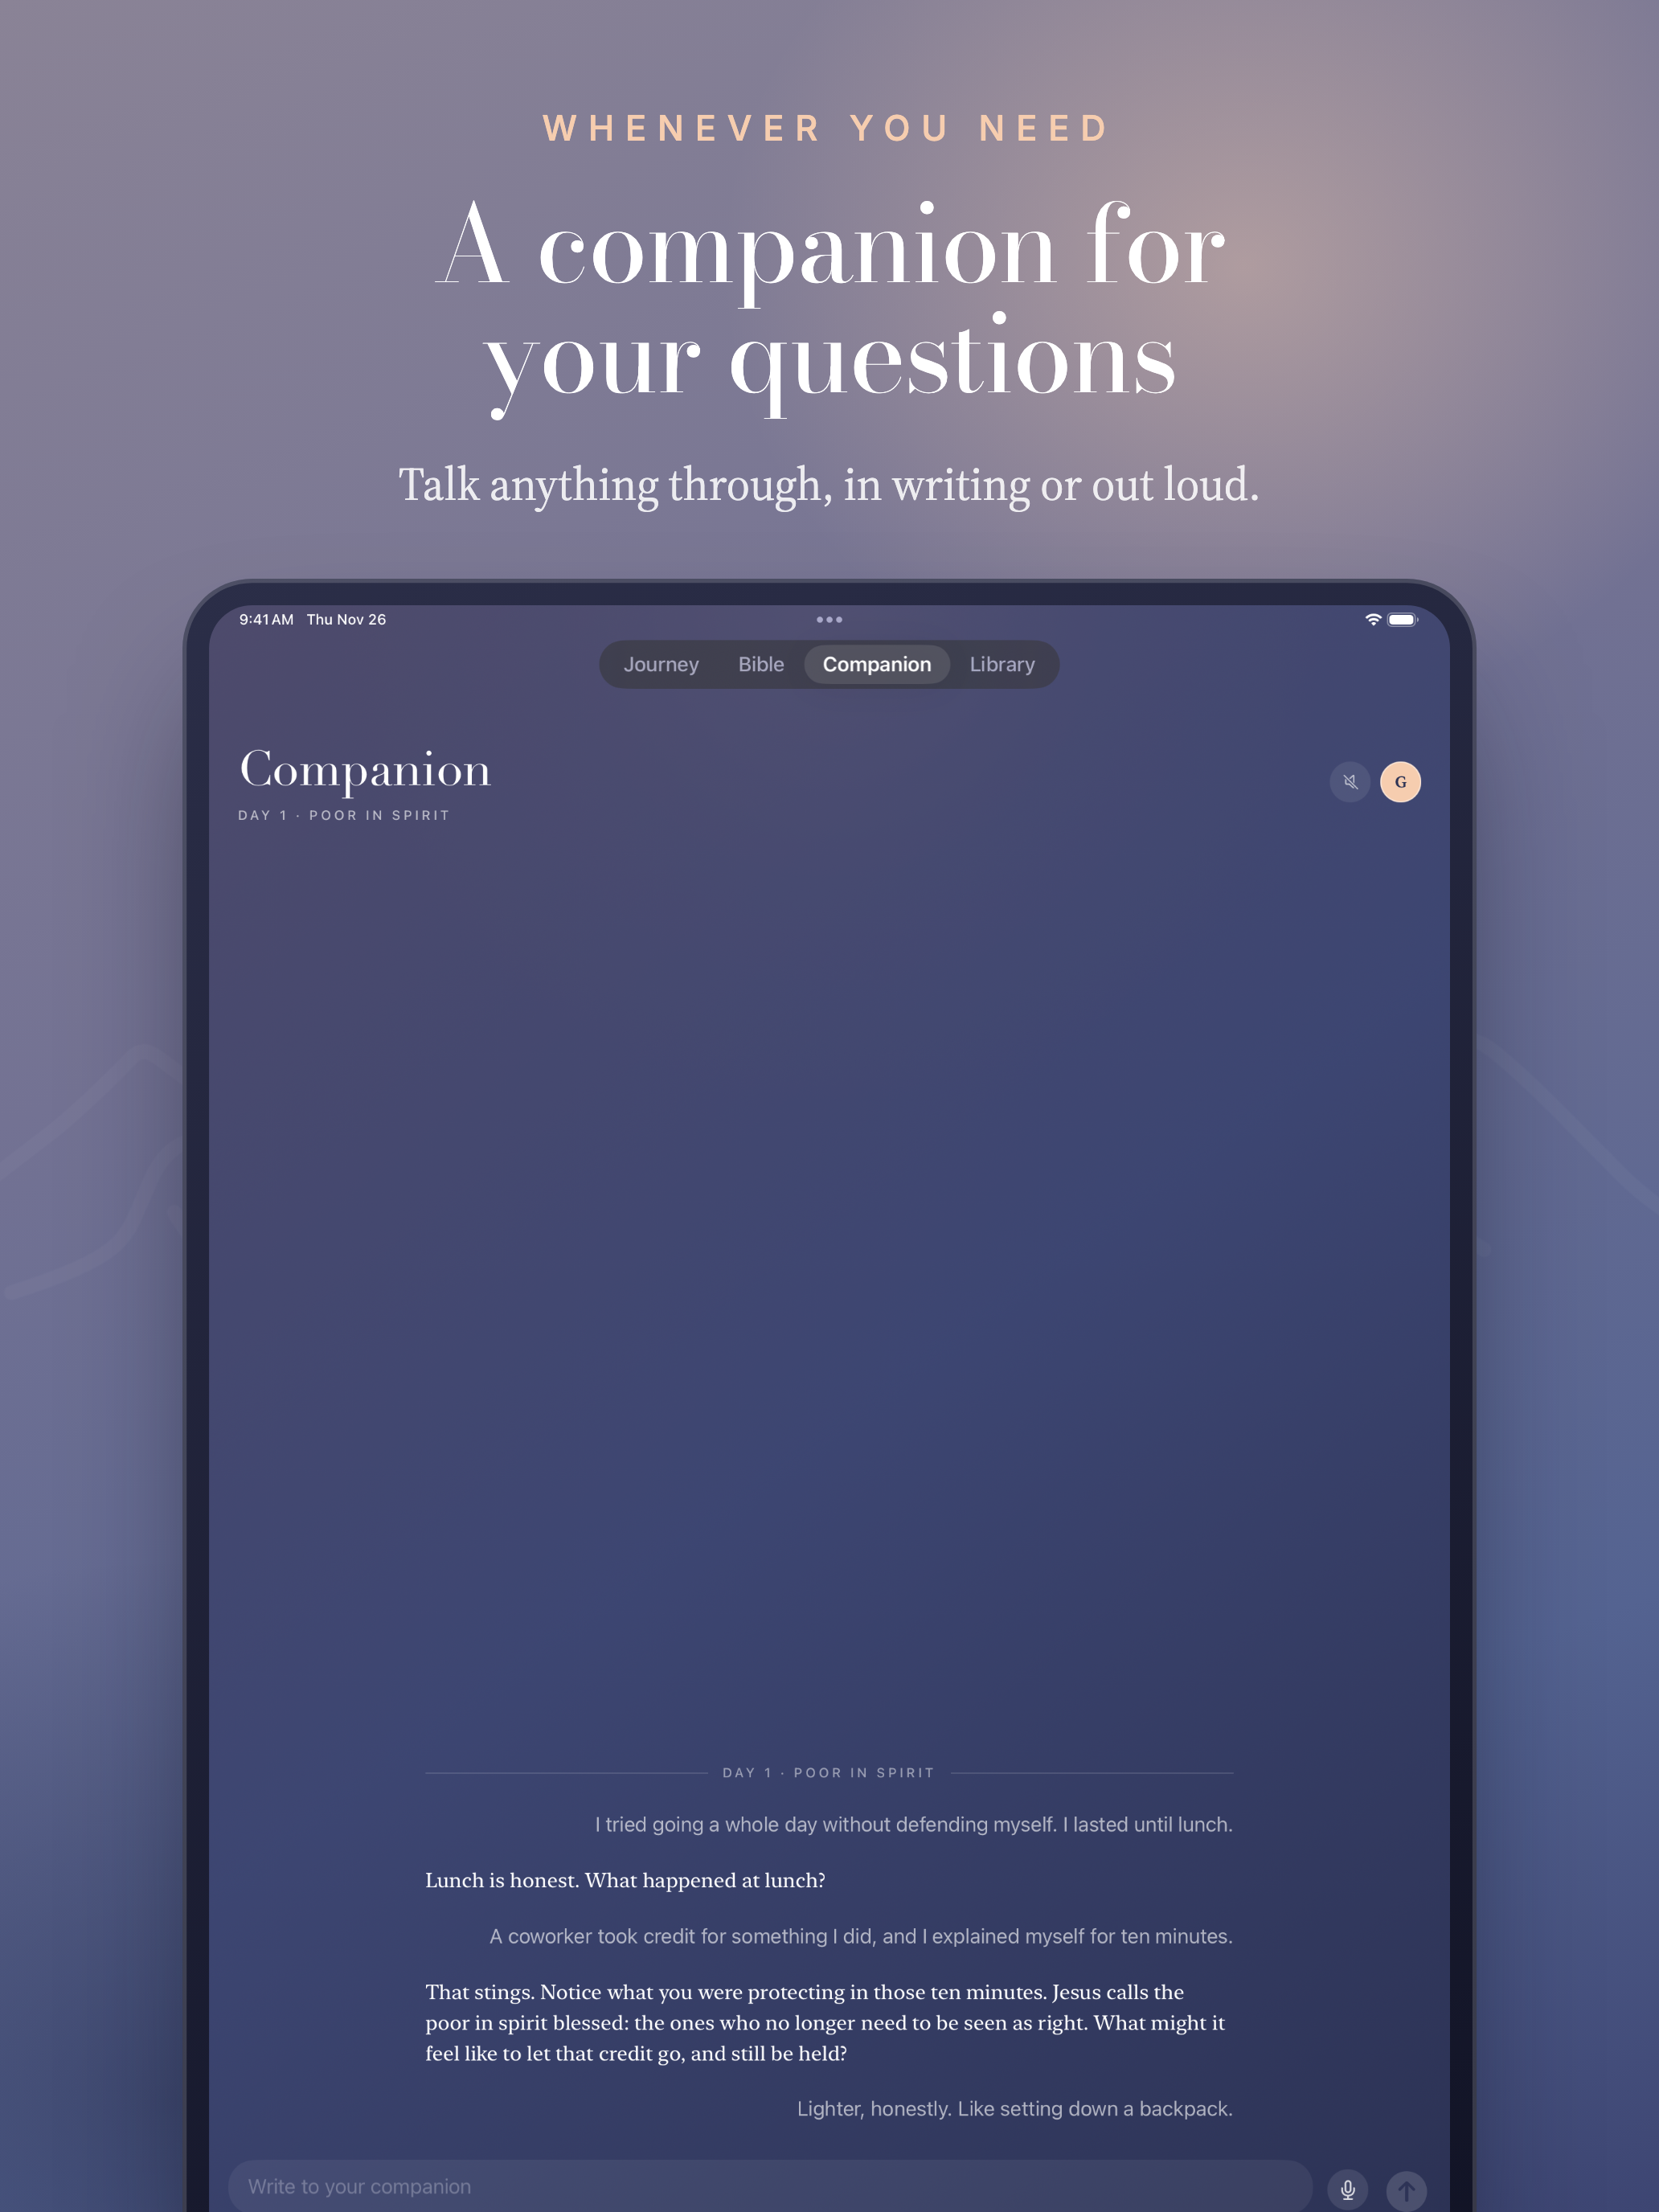 WHENEVER YOU NEED
A companion for
your questions
Talk anything through, in writing or out loud.
9:41 AM Thu Nov 26
Journey Bible Companion Library
Companion
G
DAY 1 · POOR IN SPIRIT
DAY 1 · POOR IN SPIRIT
I tried going a whole day without defending myself. I lasted until lunch.
Lunch is honest. What happened at lunch?
A coworker took credit for something I did, and I explained myself for ten minutes.
That stings. Notice what you were protecting in those ten minutes. Jesus calls the
poor in spirit blessed: the ones who no longer need to be seen as right. What might it
feel like to let that credit go, and still be held?
Lighter, honestly. Like setting down a backpack.
Write to your companion